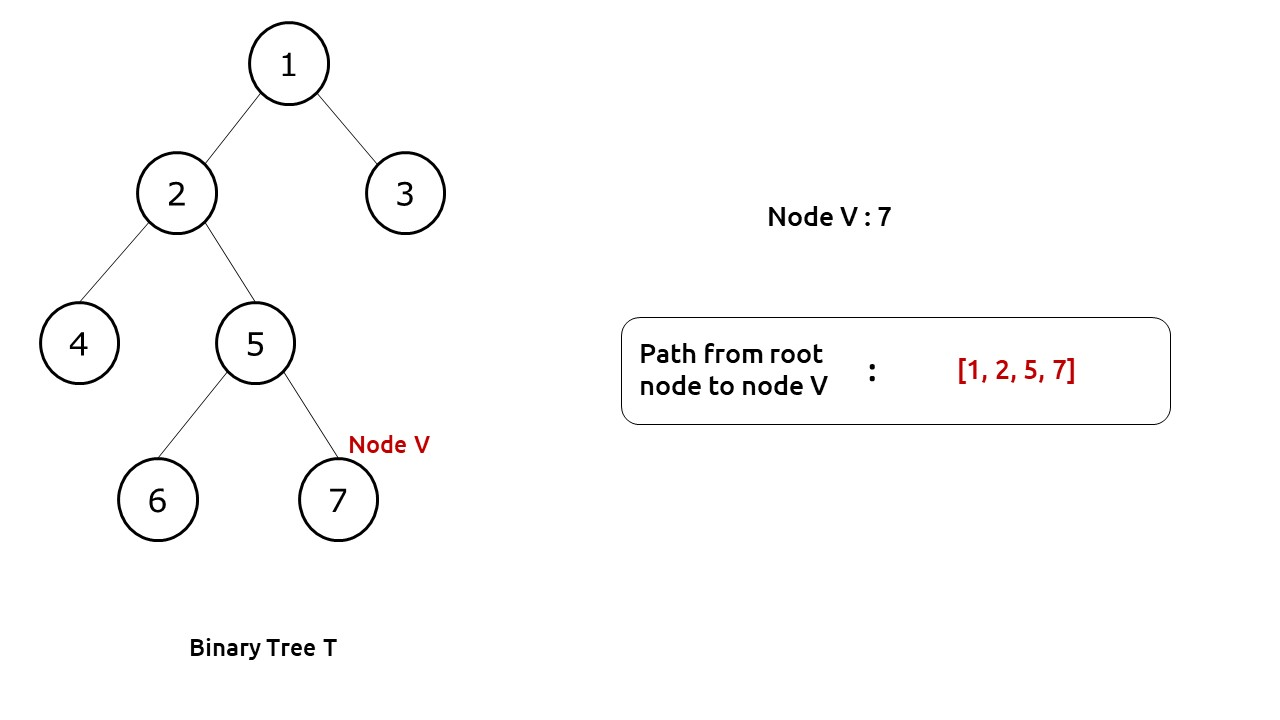 1
2
3
Node V : 7
4
5
Path from root
node to node V
:
[1, 2, 5, 7]
Node V
6
7
Binary Tree T